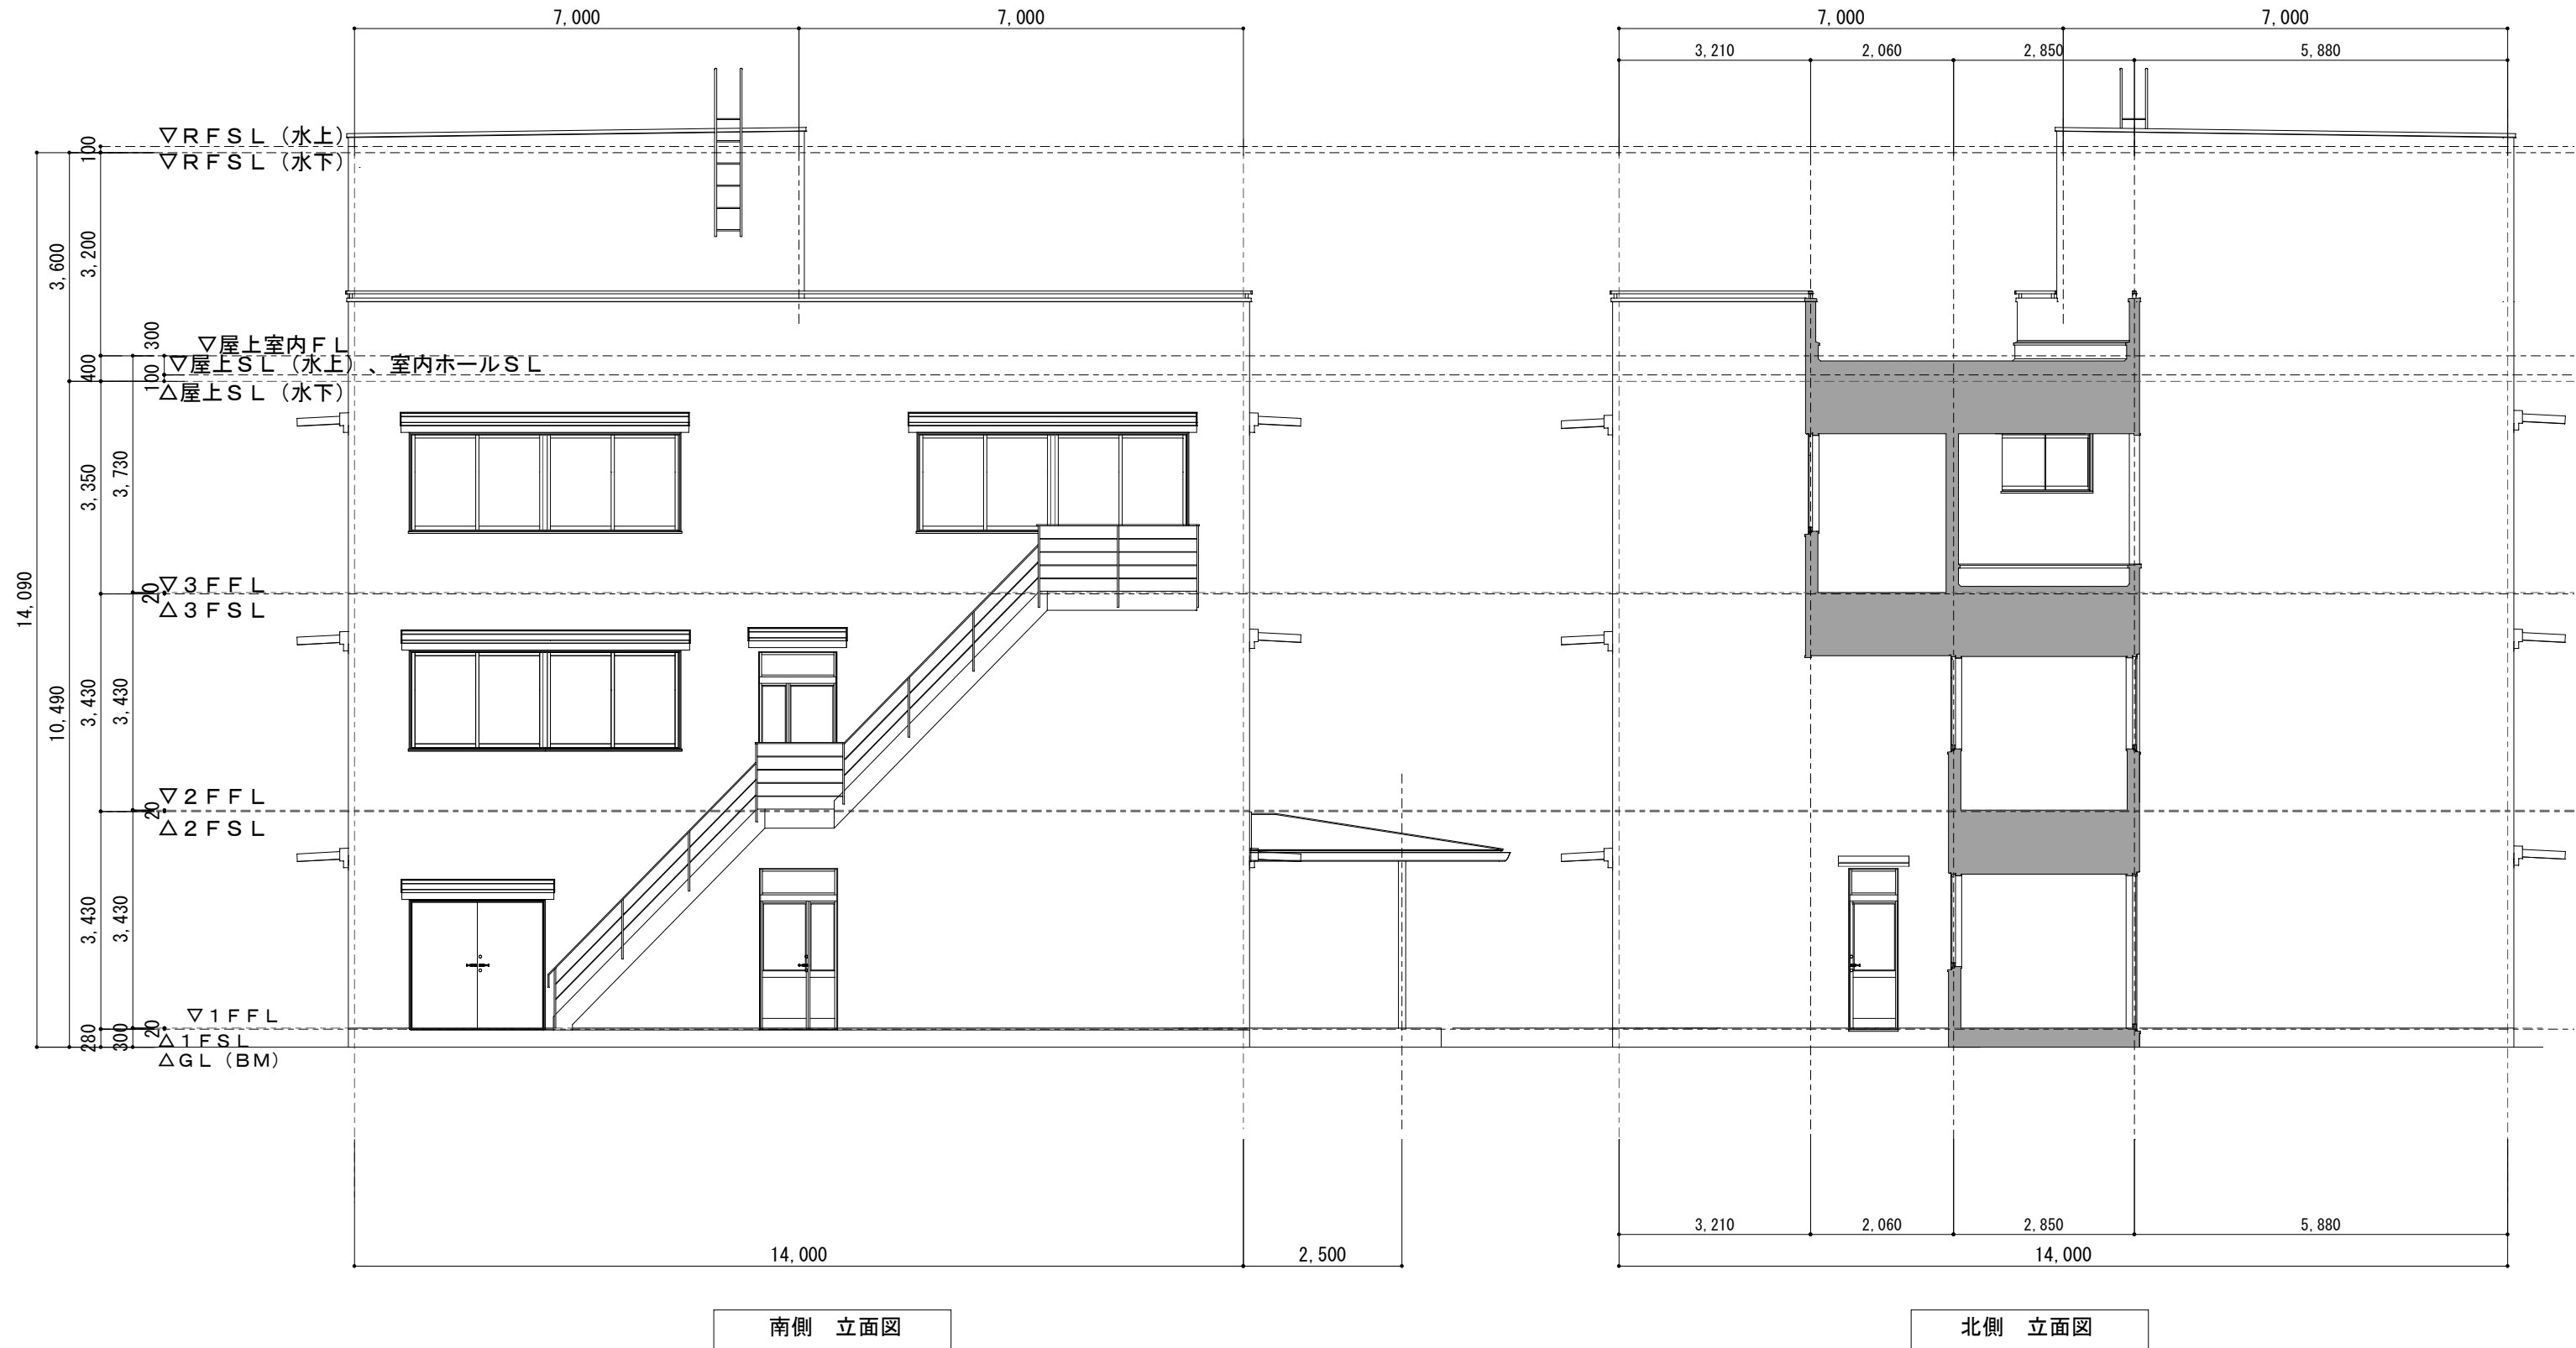 7,000
7,000
7,000
7,000
3,210
2,060
2,850
5,880
▽RFSL（水上）
▽RFSL（水下）
100
3,200
3,600
14,090
300
▽屋上室内FL
▽屋上SL（水上）、室内ホールSL
400
100
△屋上SL（水下）
3,350
3,730
▽3FFL
20
△3FSL
10,490
3,430
3,430
▽2FFL
20
△2FSL
3,430
3,430
▽1FFL
20
280
300
△1FSL
△GL（BM）
3,210
2,060
2,850
5,880
14,000
2,500
14,000
南側　立面図
北側　立面図